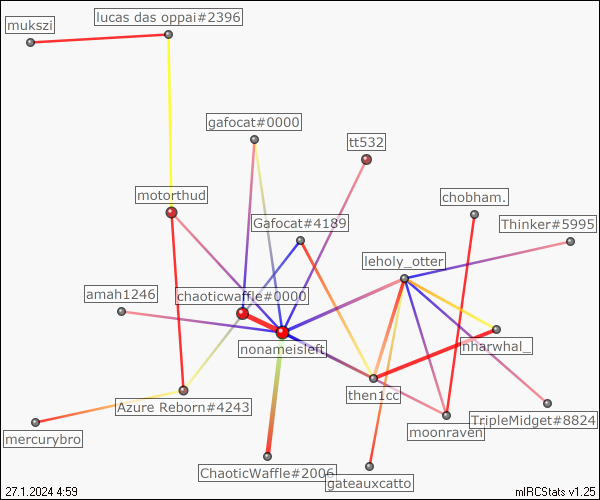 lucas das oppai#2396
mukszi
gafocat#0000
tt532
motorthud
chobham.
Gafocat#4189
Thinker#5995
leholy_otter
amah1246
chaoticwaffle#0000
nonameisleft
nharwhal_
then1cc
Azure Reborn#4243
TripleMidget#8824
moonraven
mercurybro
ChaoticWaffle#2006
gateauxcatto
27.1.2024 4:59
mIRCStats v1.25